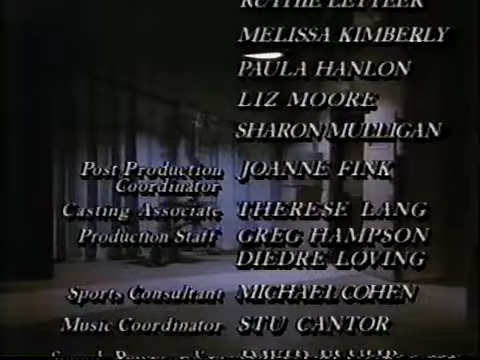 MELISSA KIMBERLY
PAULA HANLON
LIZ MOORE
SHARON MULLIGAN
Post Production Coordinator JOANNE FINK
Casting Associate THERESE LANG
Production Staff GREG HAMPSON
DIEDRE LOVING
Sports Consultant MICHAEL COHEN
Music Coordinator STU CANTOR